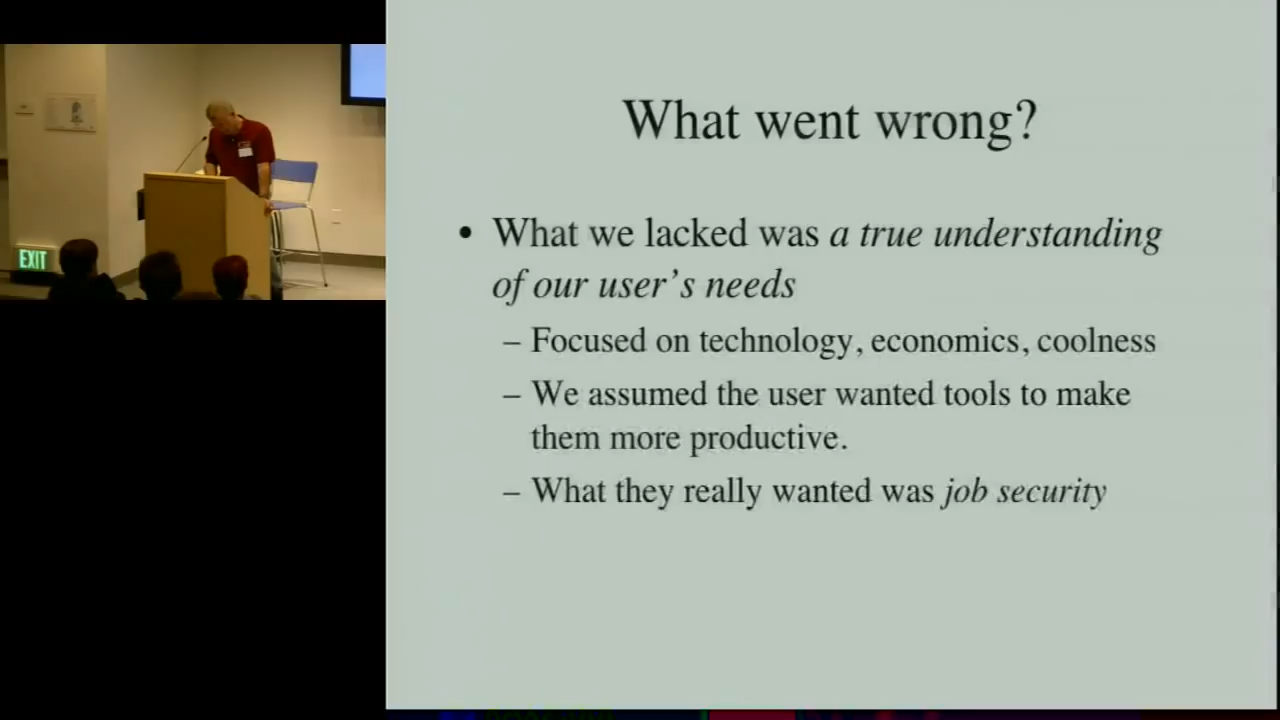 What went wrong?
• What we lacked was a true understanding
of our user's needs
– Focused on technology, economics, coolness
– We assumed the user wanted tools to make
them more productive.
– What they really wanted was job security
EXIT